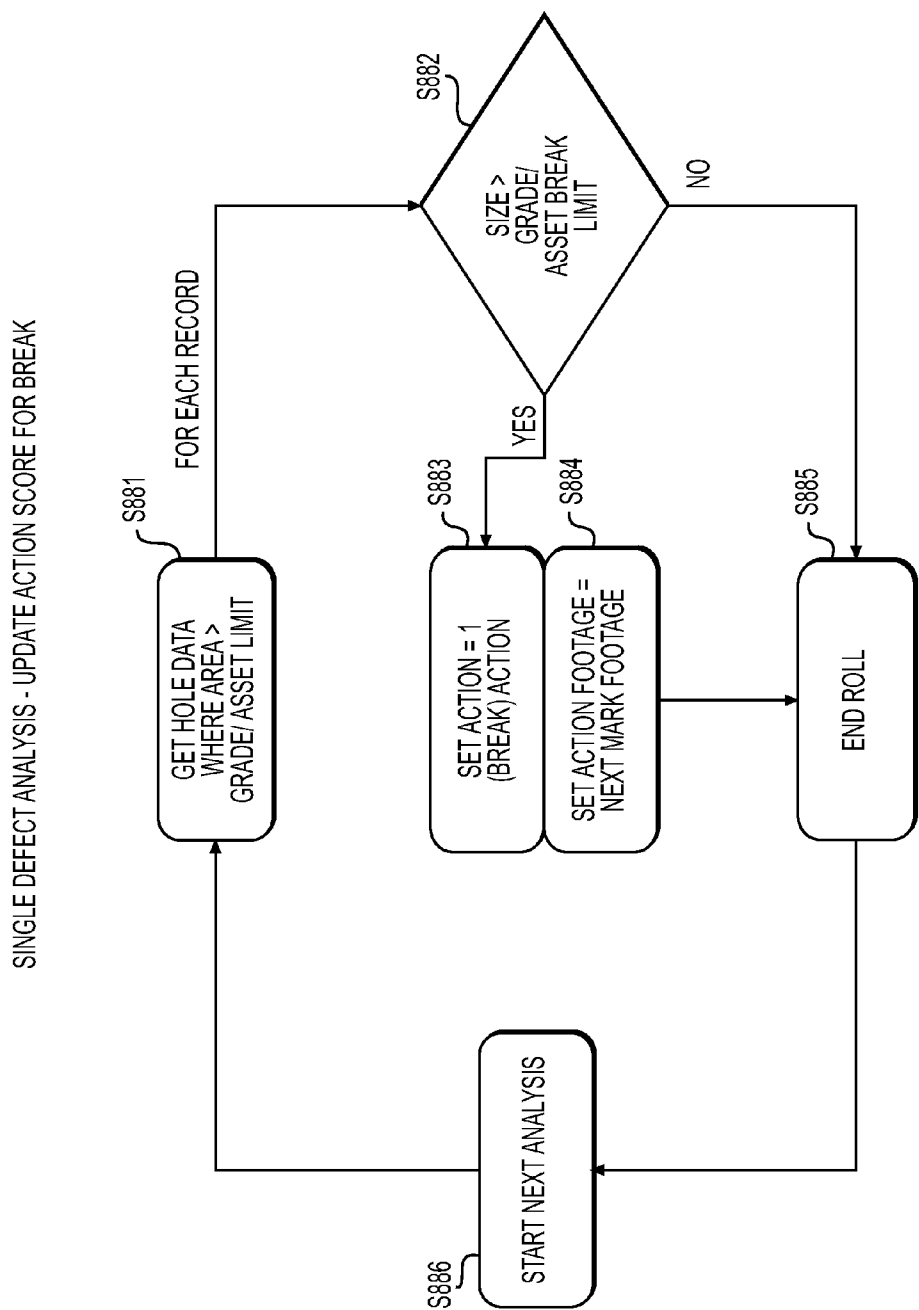 SINGLE DEFECT ANALYSIS - UPDATE ACTION SCORE FOR BREAK
S881
GET HOLE DATA
WHERE AREA >
GRADE/ ASSET LIMIT
FOR EACH RECORD
S882
SIZE >
GRADE/
ASSET BREAK
LIMIT
YES
NO
S883
SET ACTION = 1
(BREAK) ACTION
S884
SET ACTION FOOTAGE =
NEXT MARK FOOTAGE
S885
END ROLL
S886
START NEXT ANALYSIS